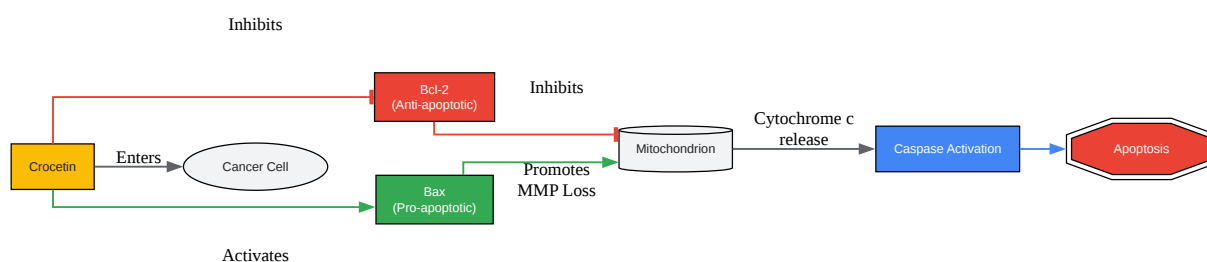 Inhibits
Bcl-2
(Anti-apoptotic)
Inhibits
Cytochrome c
release
Crocetin
Enters
Cancer Cell
Mitochondrion
Caspase Activation
Apoptosis
Promotes
MMP Loss
Bax
(Pro-apoptotic)
Activates